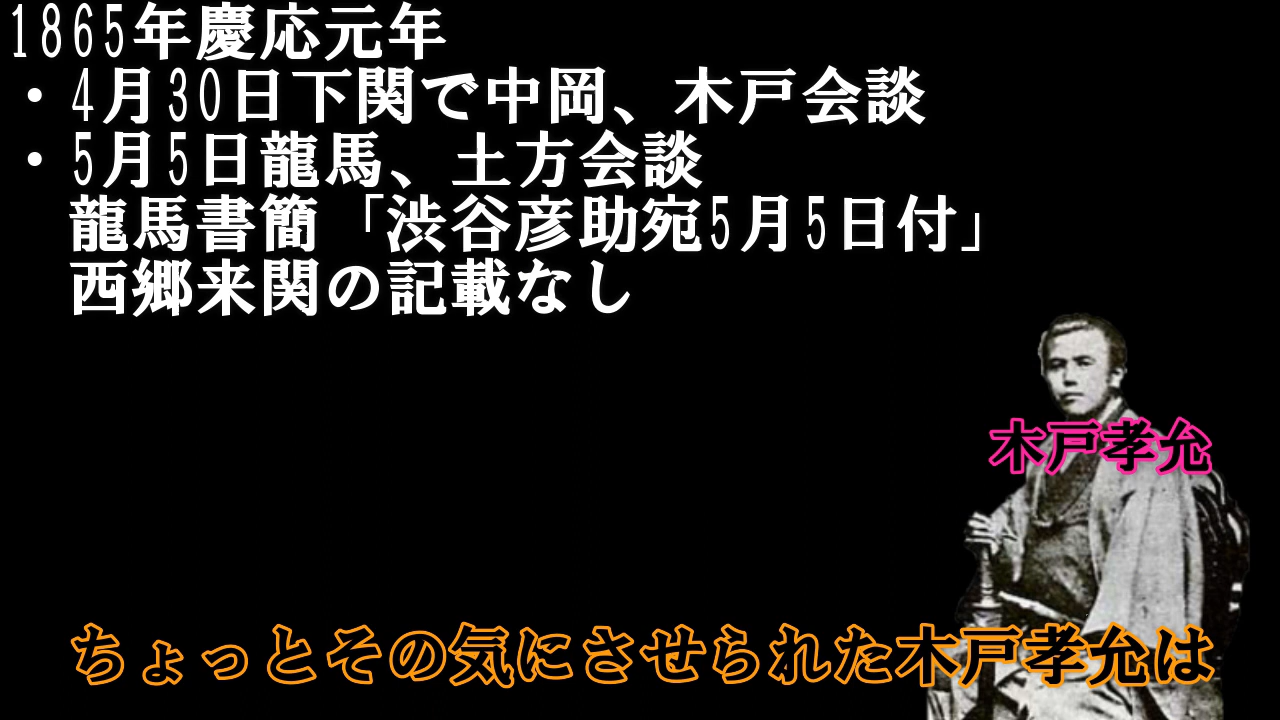 1865年慶応元年
・4月30日下関で中岡、木戸会談
・5月5日龍馬、土方会談
龍馬書簡「渋谷彦助宛5月5日付」
西郷来関の記載なし
木戸孝允
ちょっとその気にさせられた木戸孝允は